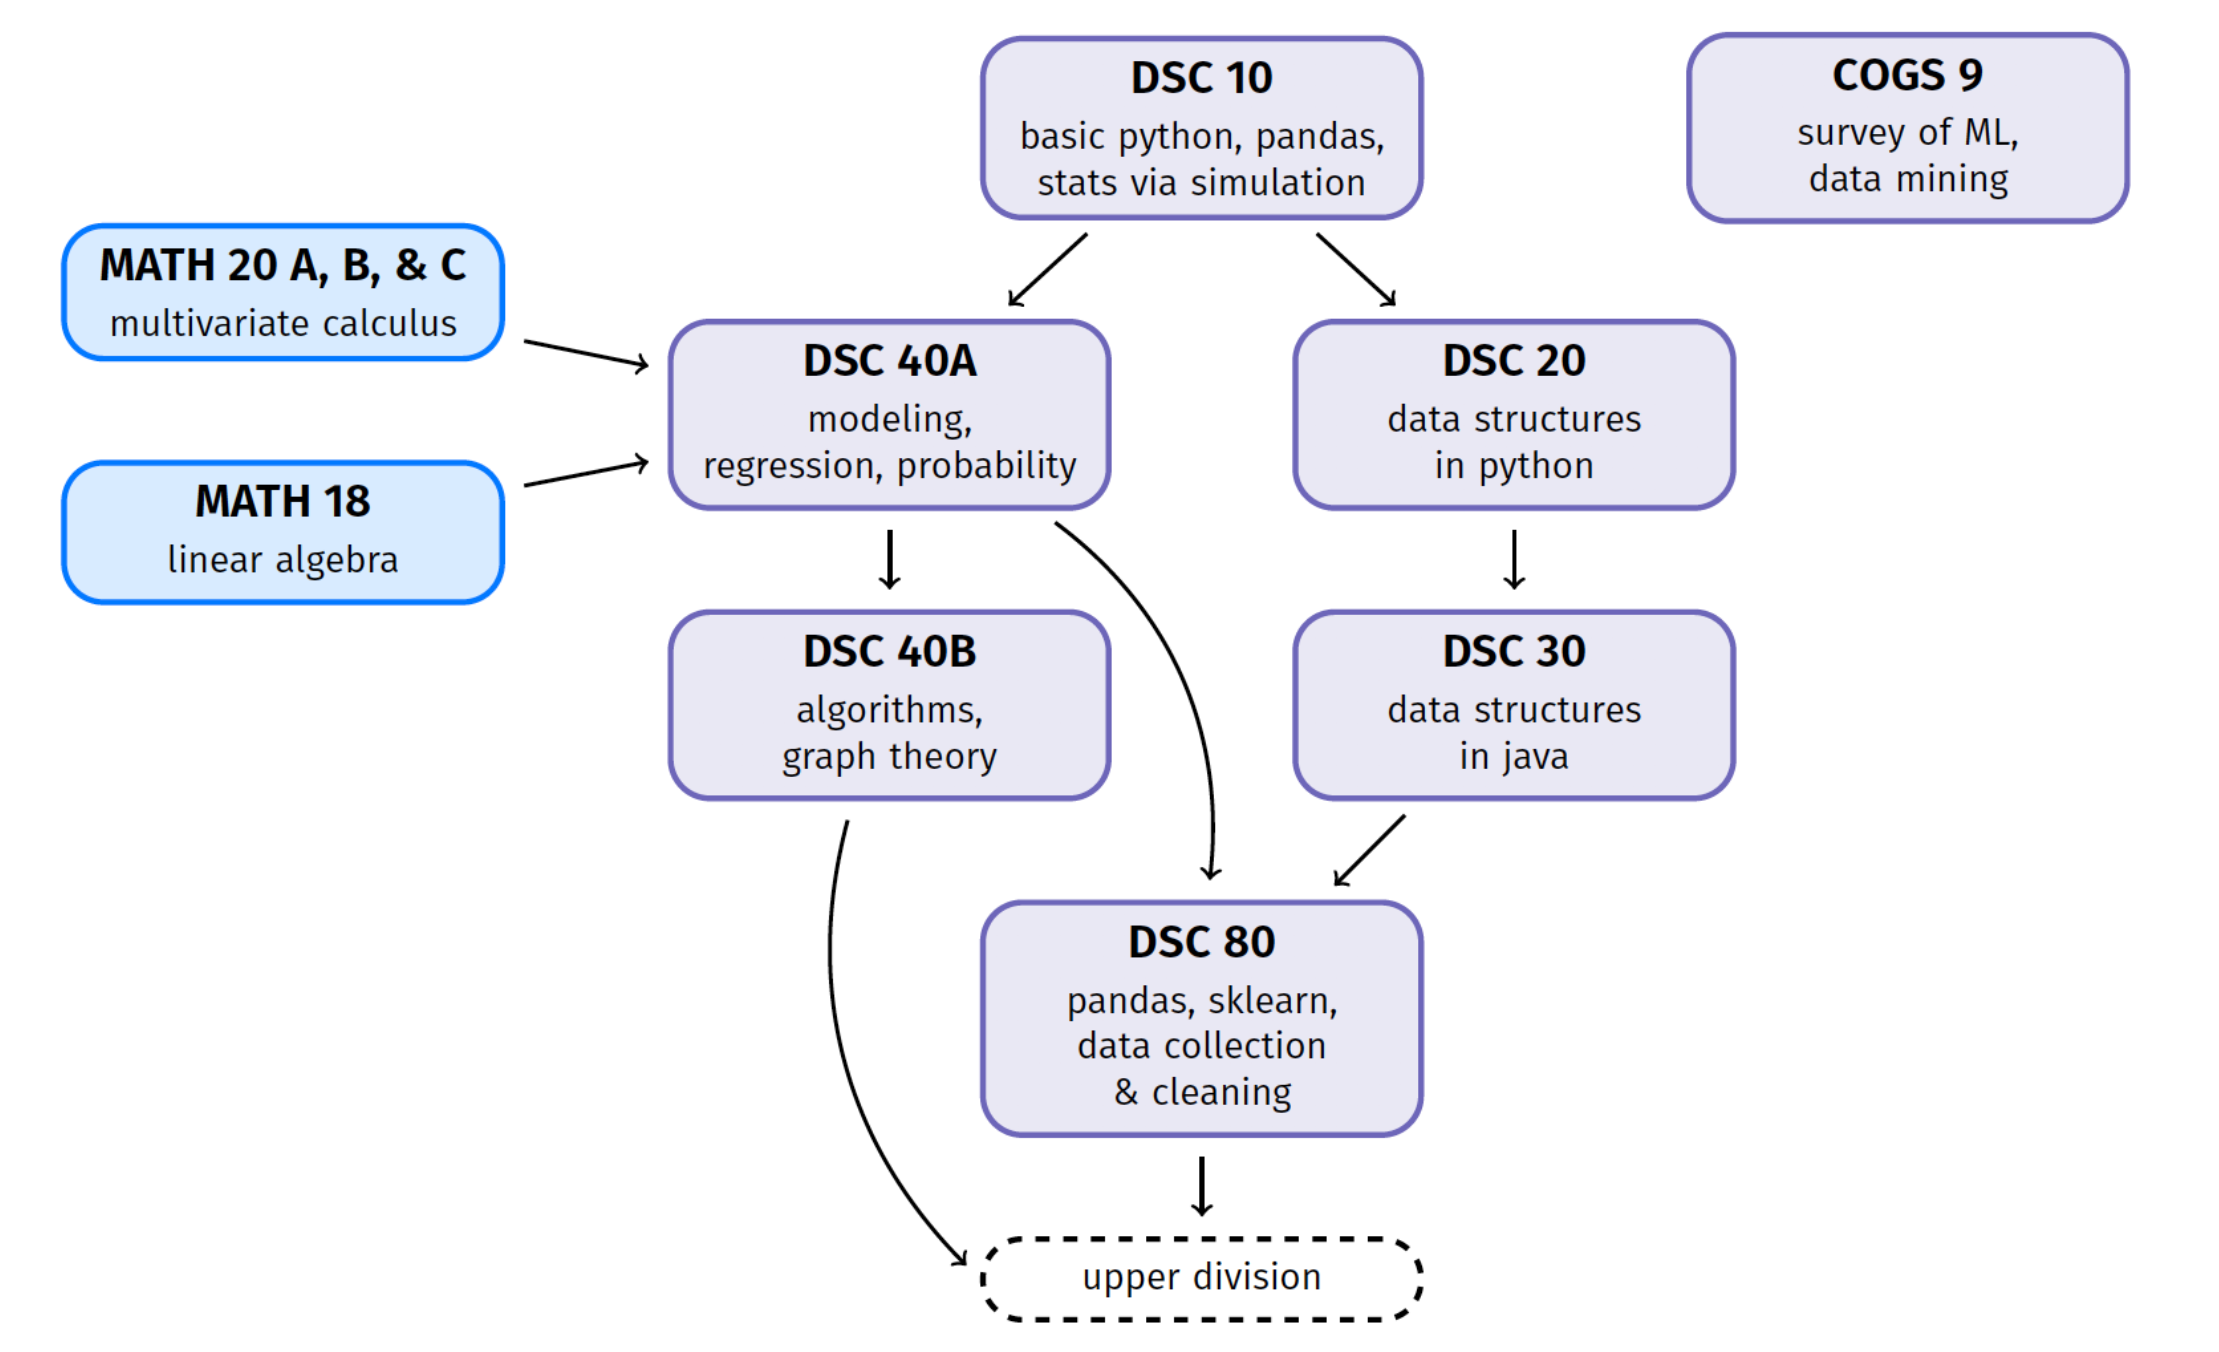 DSC 10
basic python, pandas,
stats via simulation
COGS 9
survey of ML,
data mining
MATH 20 A, B, & C
multivariate calculus
DSC 40A
modeling,
regression, probability
DSC 20
data structures
in python
MATH 18
linear algebra
DSC 40B
algorithms,
graph theory
DSC 30
data structures
in java
DSC 80
pandas, sklearn,
data collection
& cleaning
upper division